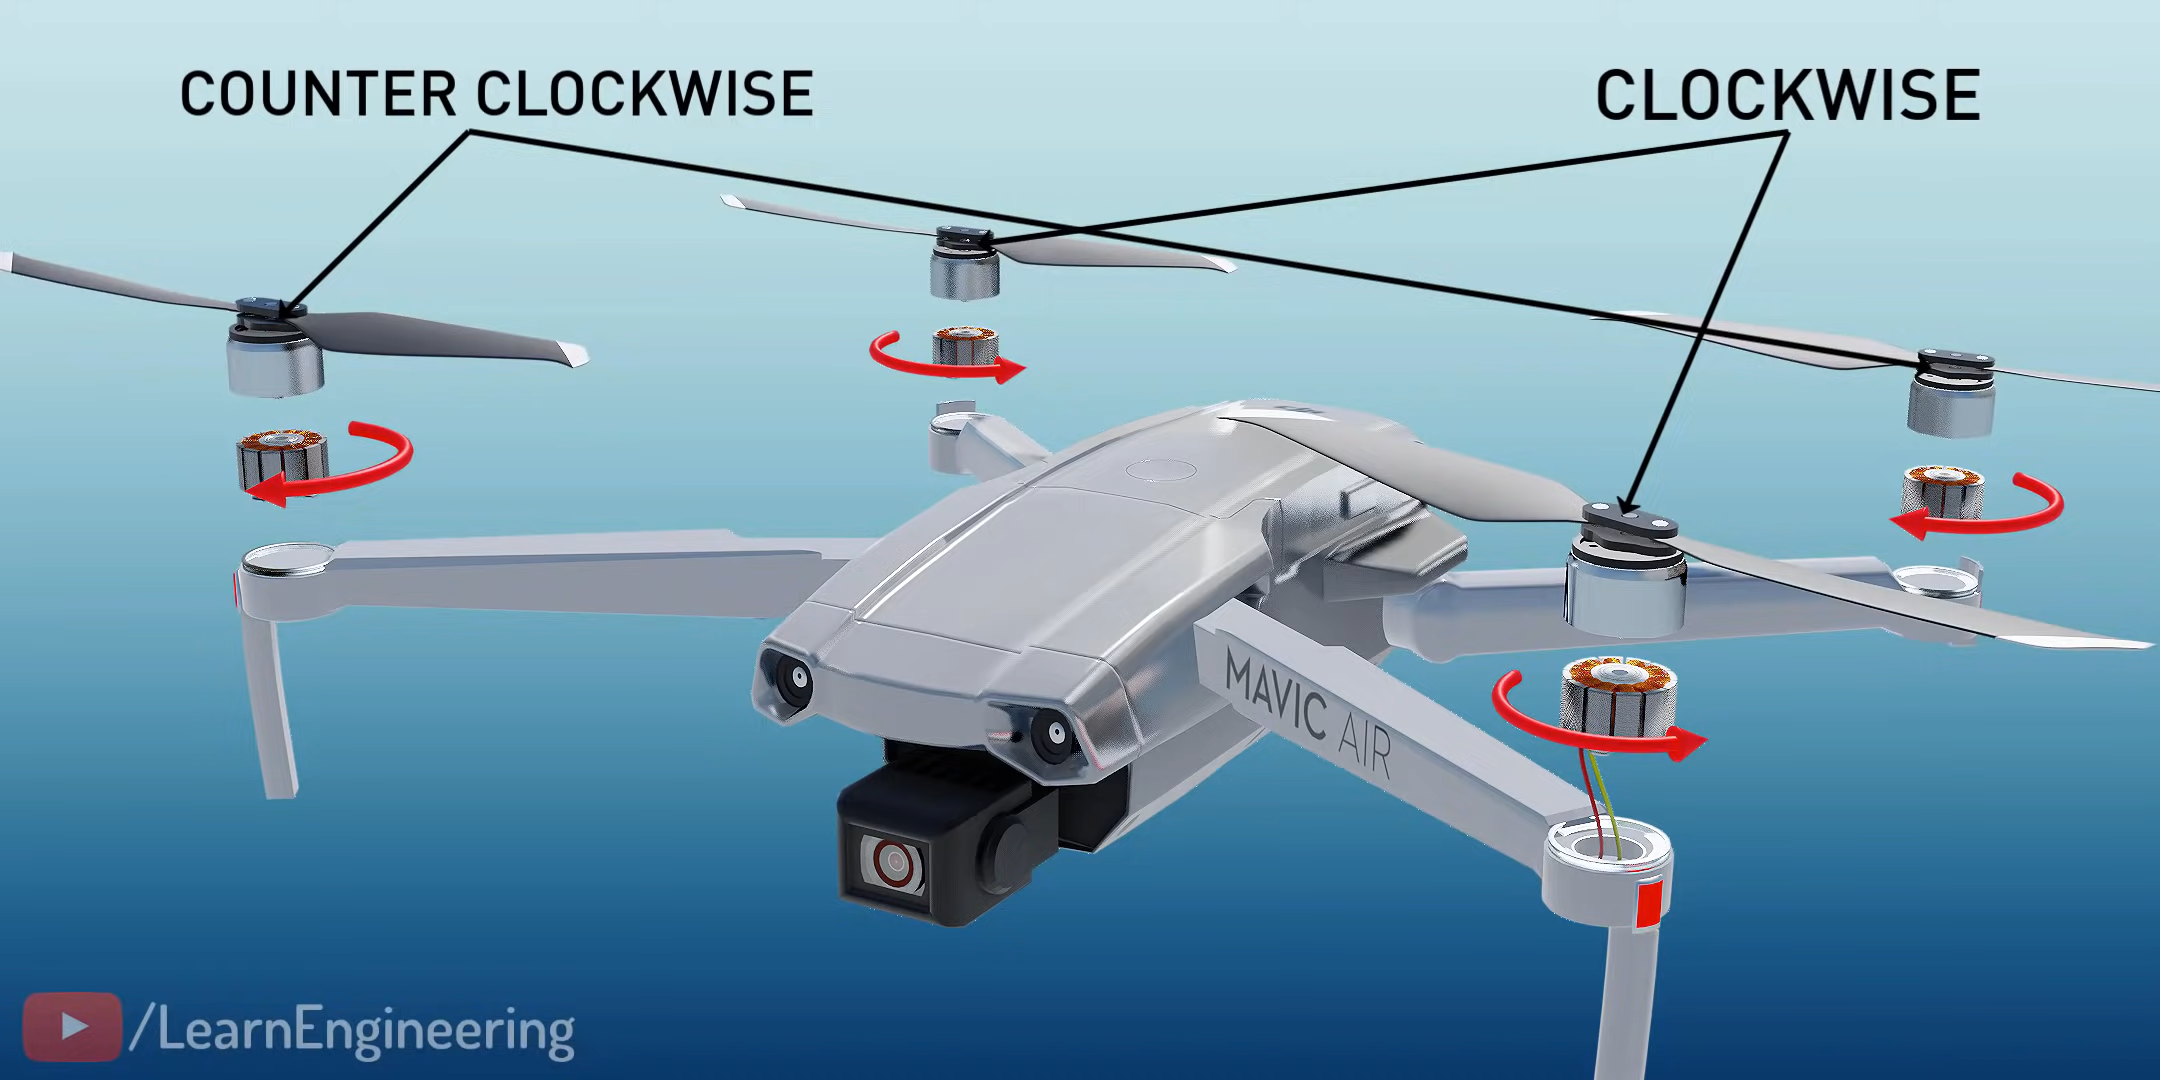 COUNTER CLOCKWISE
CLOCKWISE
MAVIC AIR
/LearnEngineering